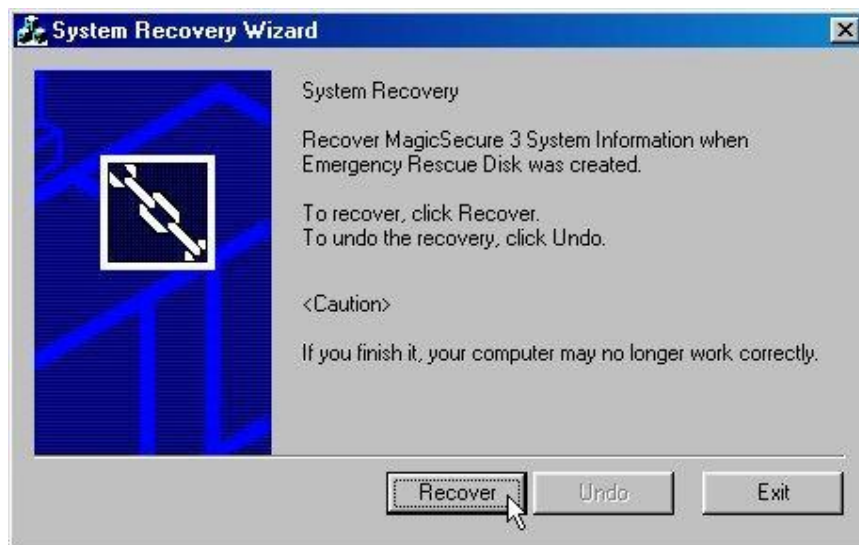 System Recovery Wizard
System Recovery
Recover MagicSecure 3 System Information when
Emergency Rescue Disk was created.
To recover, click Recover.
To undo the recovery, click Undo.
<Caution>
If you finish it, your computer may no longer work correctly.
Recover Undo Exit